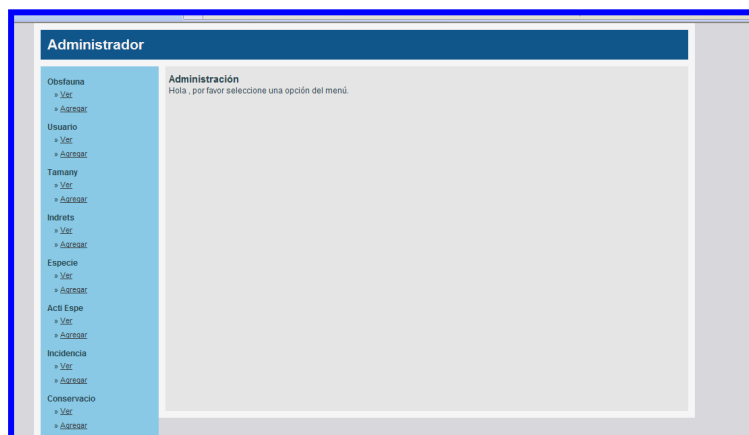 Administrador
Obsfauna
» Ver
» Agregar
Usuario
» Ver
» Agregar
Tamany
» Ver
» Agregar
Indrets
» Ver
» Agregar
Especie
» Ver
» Agregar
Acti Espe
» Ver
» Agregar
Incidencia
» Ver
» Agregar
Conservacio
» Ver
» Agregar
Administración
Hola , por favor seleccione una opción del menú.